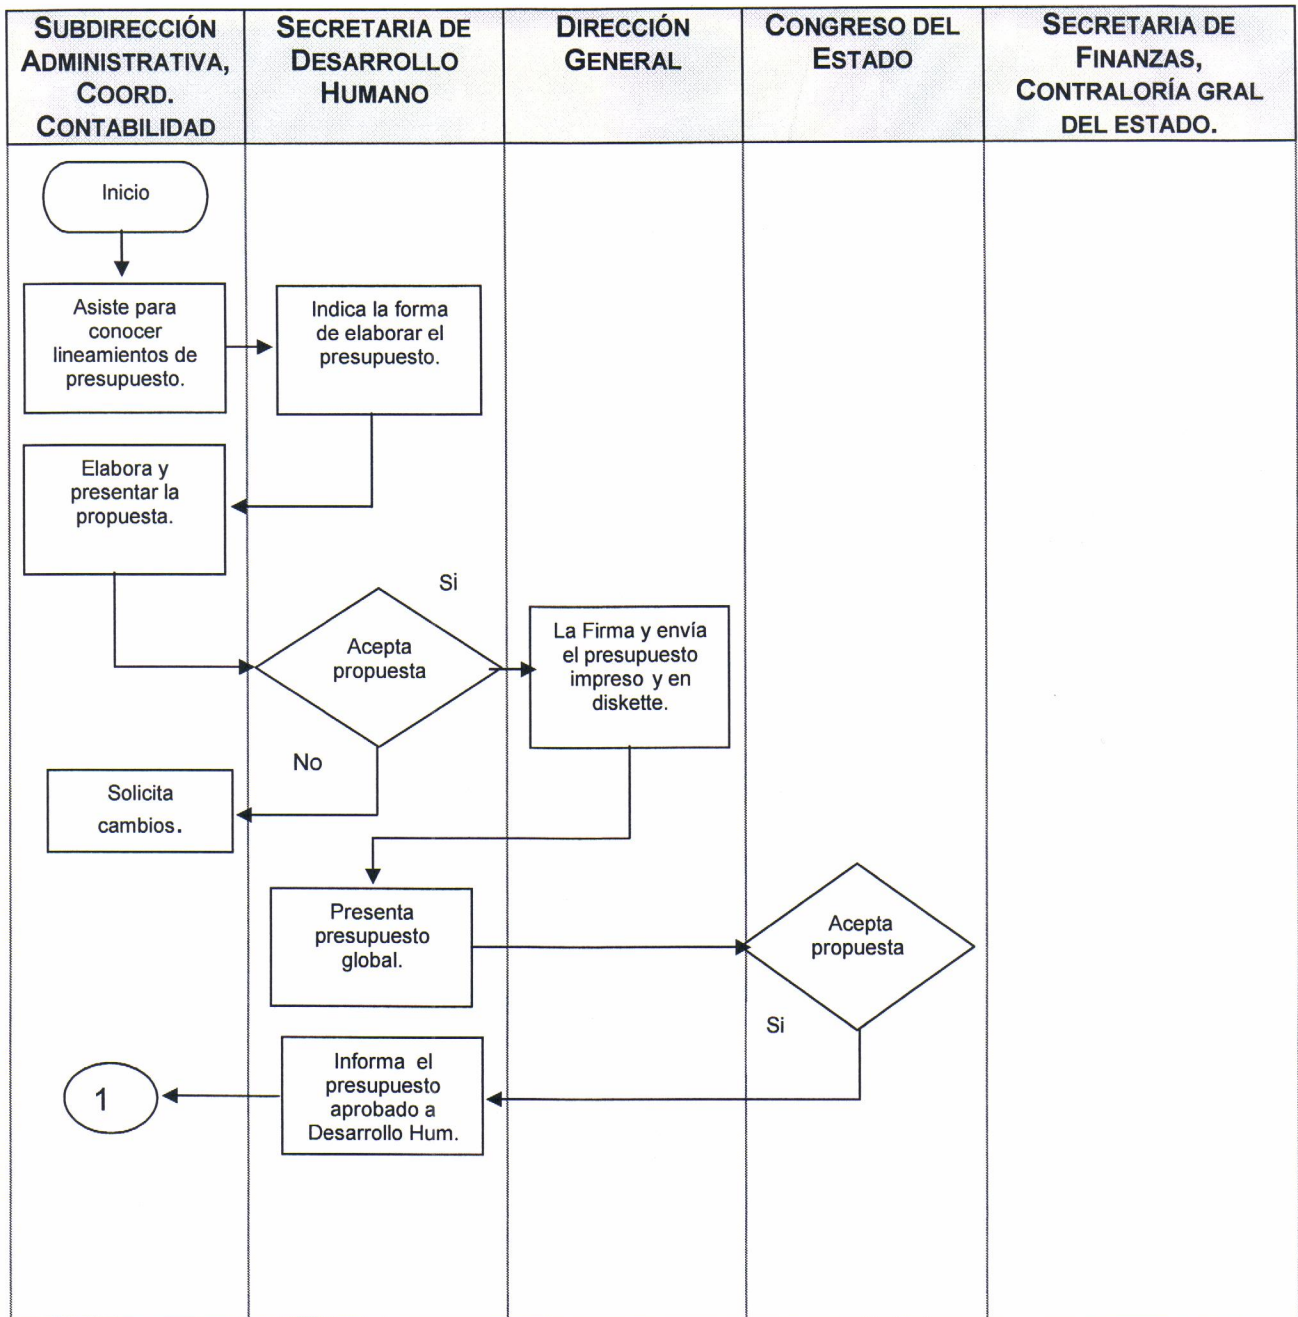 SUBDIRECCIÓN
ADMINISTRATIVA,
COORD.
CONTABILIDAD
SECRETARIA DE
DESARROLLO
HUMANO
DIRECCIÓN
GENERAL
CONGRESO DEL
ESTADO
SECRETARIA DE
FINANZAS,
CONTRALORÍA GRAL
DEL ESTADO.
Inicio
Asiste para
conocer
lineamientos de
presupuesto.
Indica la forma
de elaborar el
presupuesto.
Elabora y
presentar la
propuesta.
Si
Acepta
propuesta
La Firma y envía
el presupuesto
impreso y en
diskette.
No
Solicita
cambios.
Presenta
presupuesto
global.
Acepta
propuesta
Si
Informa el
presupuesto
aprobado a
Desarrollo Hum.
1